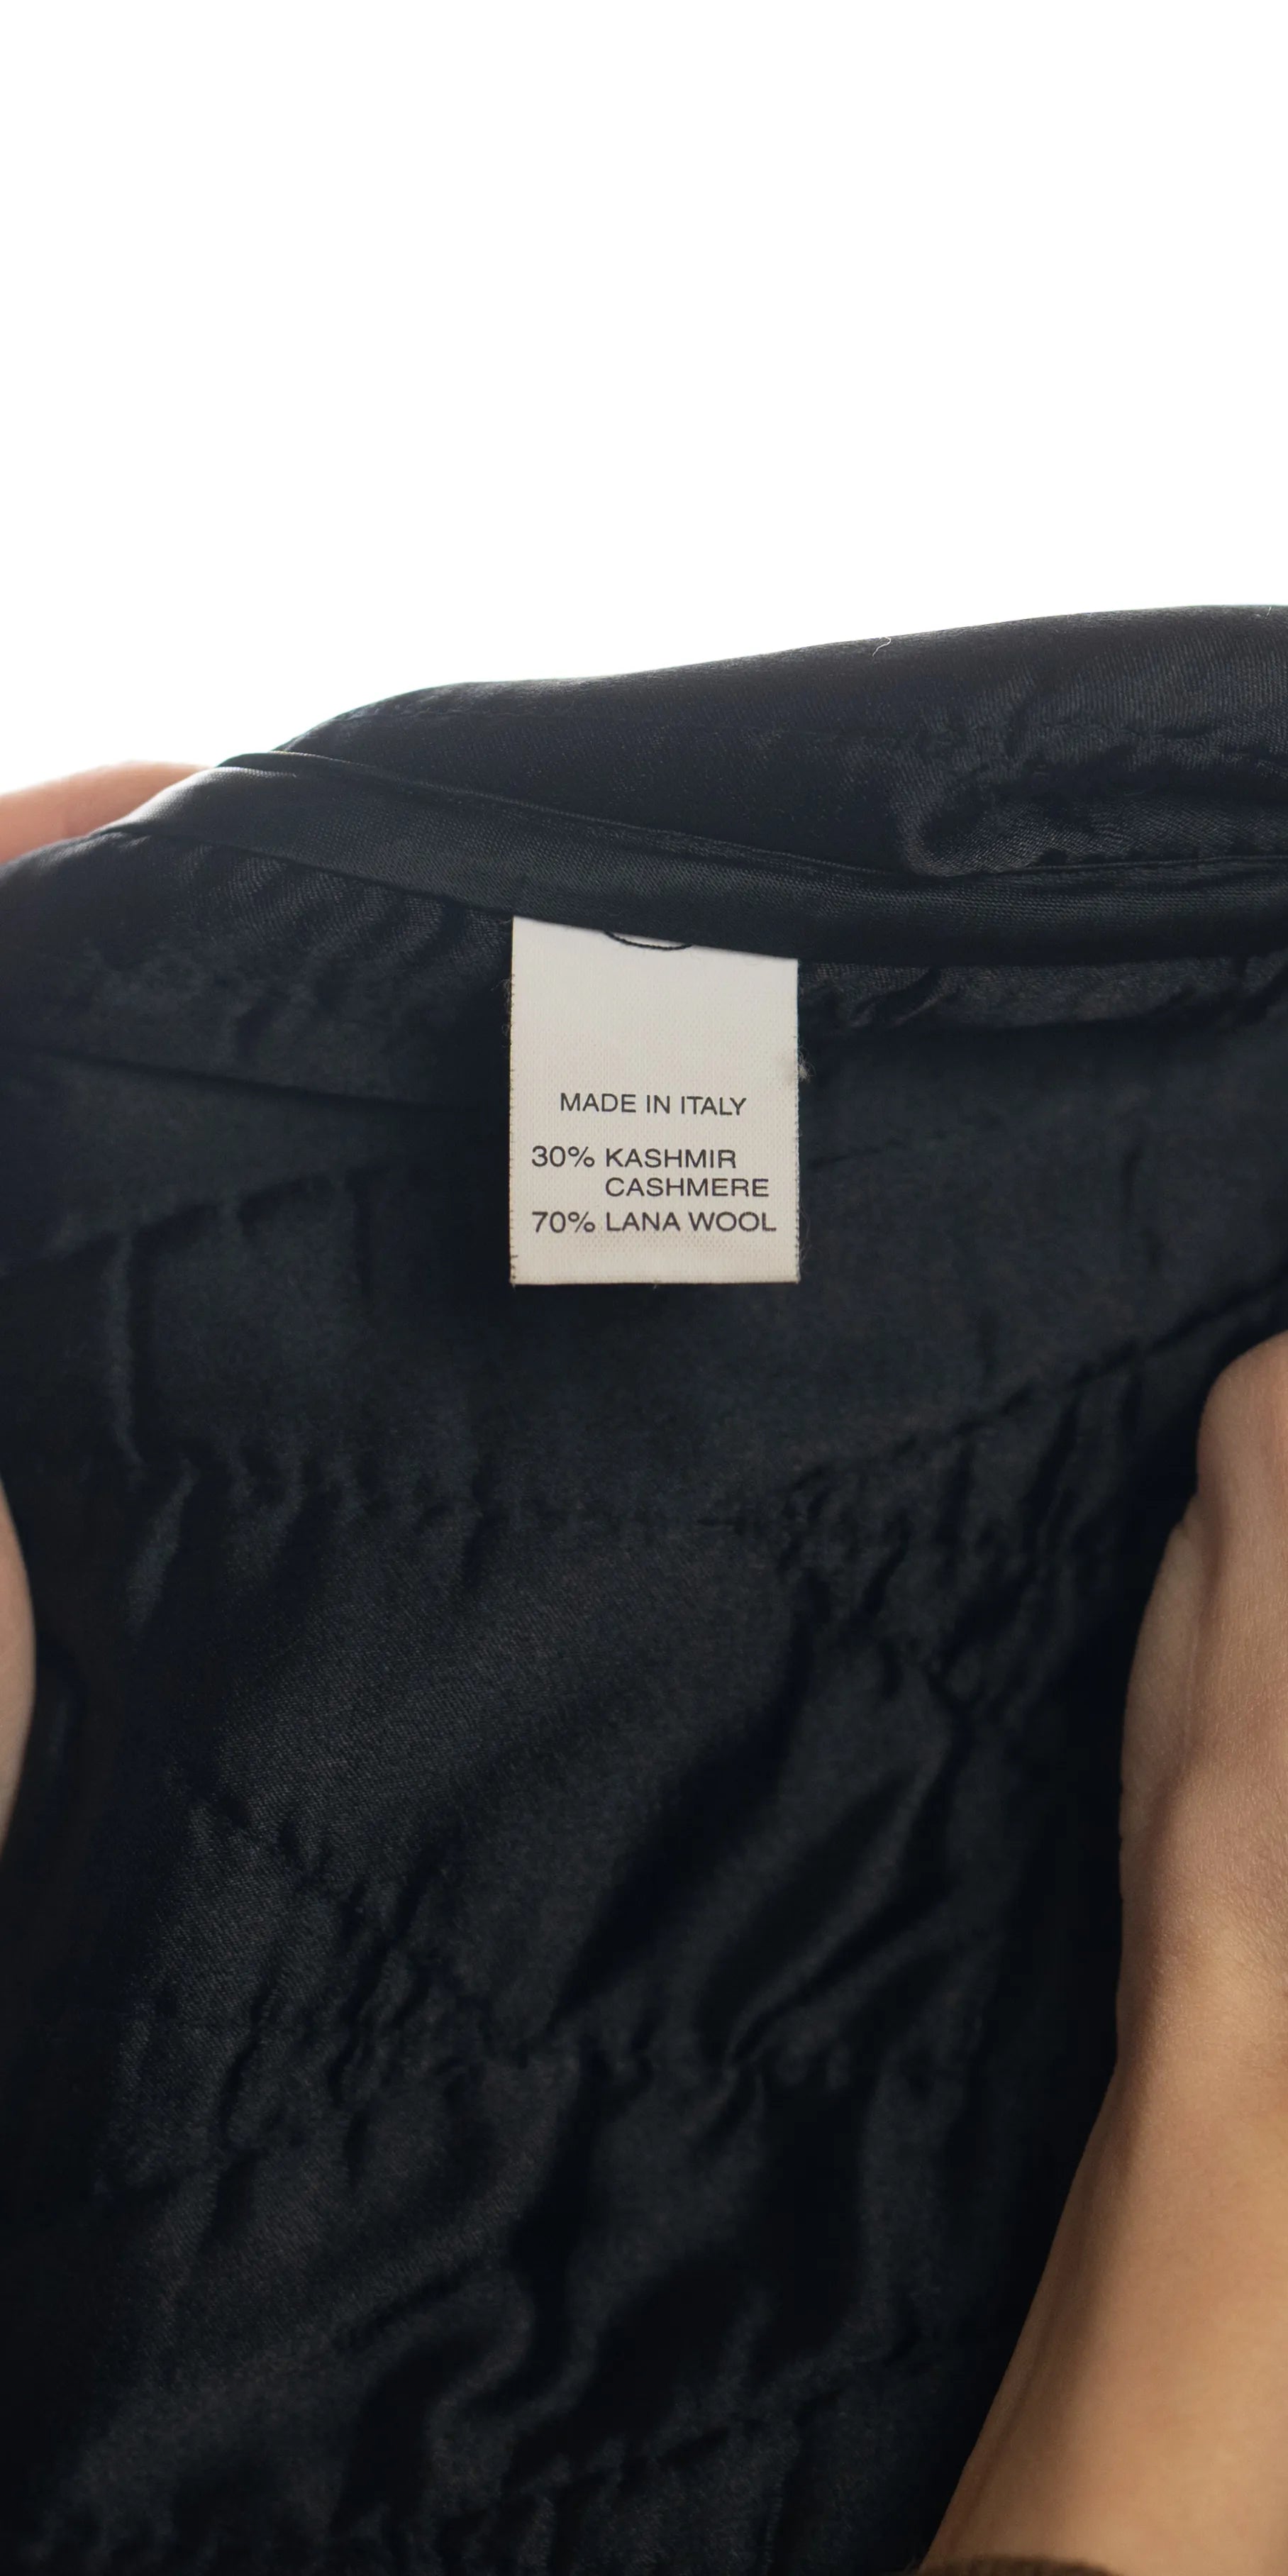 MADE IN ITALY
30% KASHMIR
CASHMERE
70% LANA WOOL